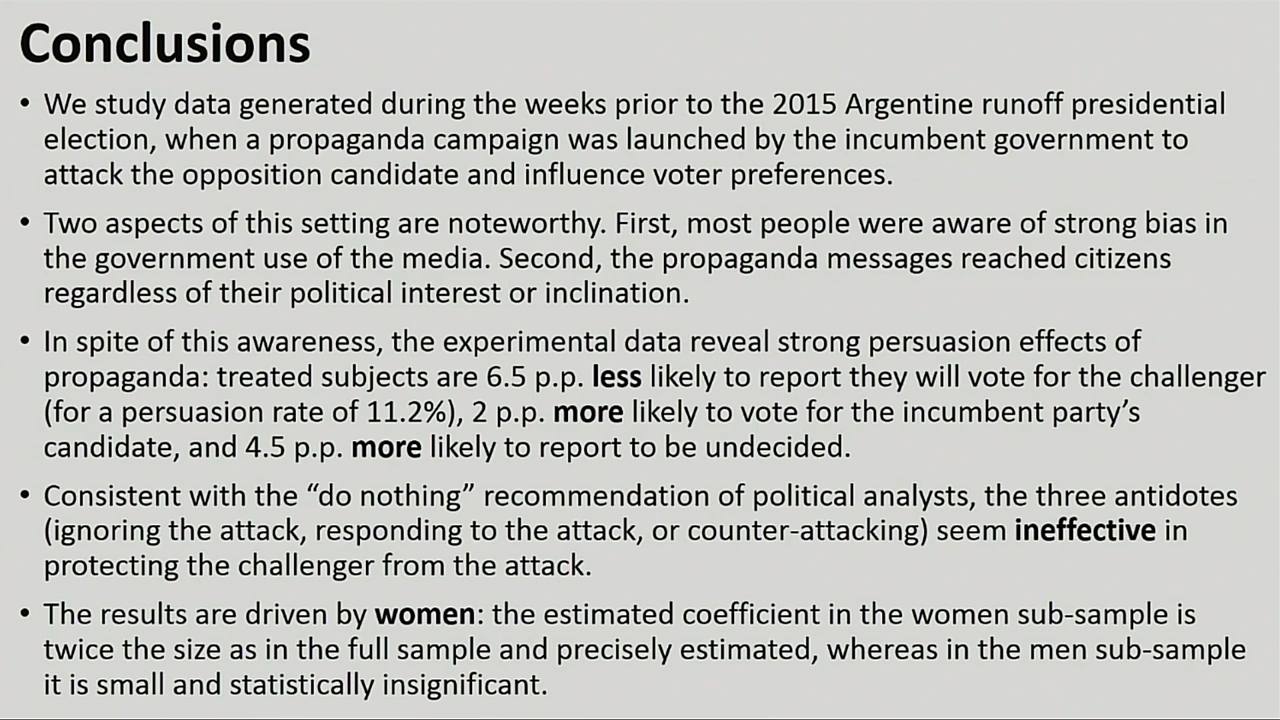 Conclusions
• We study data generated during the weeks prior to the 2015 Argentine runoff presidential
election, when a propaganda campaign was launched by the incumbent government to
attack the opposition candidate and influence voter preferences.
• Two aspects of this setting are noteworthy. First, most people were aware of strong bias in
the government use of the media. Second, the propaganda messages reached citizens
regardless of their political interest or inclination.
• In spite of this awareness, the experimental data reveal strong persuasion effects of
propaganda: treated subjects are 6.5 p.p. less likely to report they will vote for the challenger
(for a persuasion rate of 11.2%), 2 p.p. more likely to vote for the incumbent party’s
candidate, and 4.5 p.p. more likely to report to be undecided.
• Consistent with the “do nothing” recommendation of political analysts, the three antidotes
(ignoring the attack, responding to the attack, or counter-attacking) seem ineffective in
protecting the challenger from the attack.
• The results are driven by women: the estimated coefficient in the women sub-sample is
twice the size as in the full sample and precisely estimated, whereas in the men sub-sample
it is small and statistically insignificant.